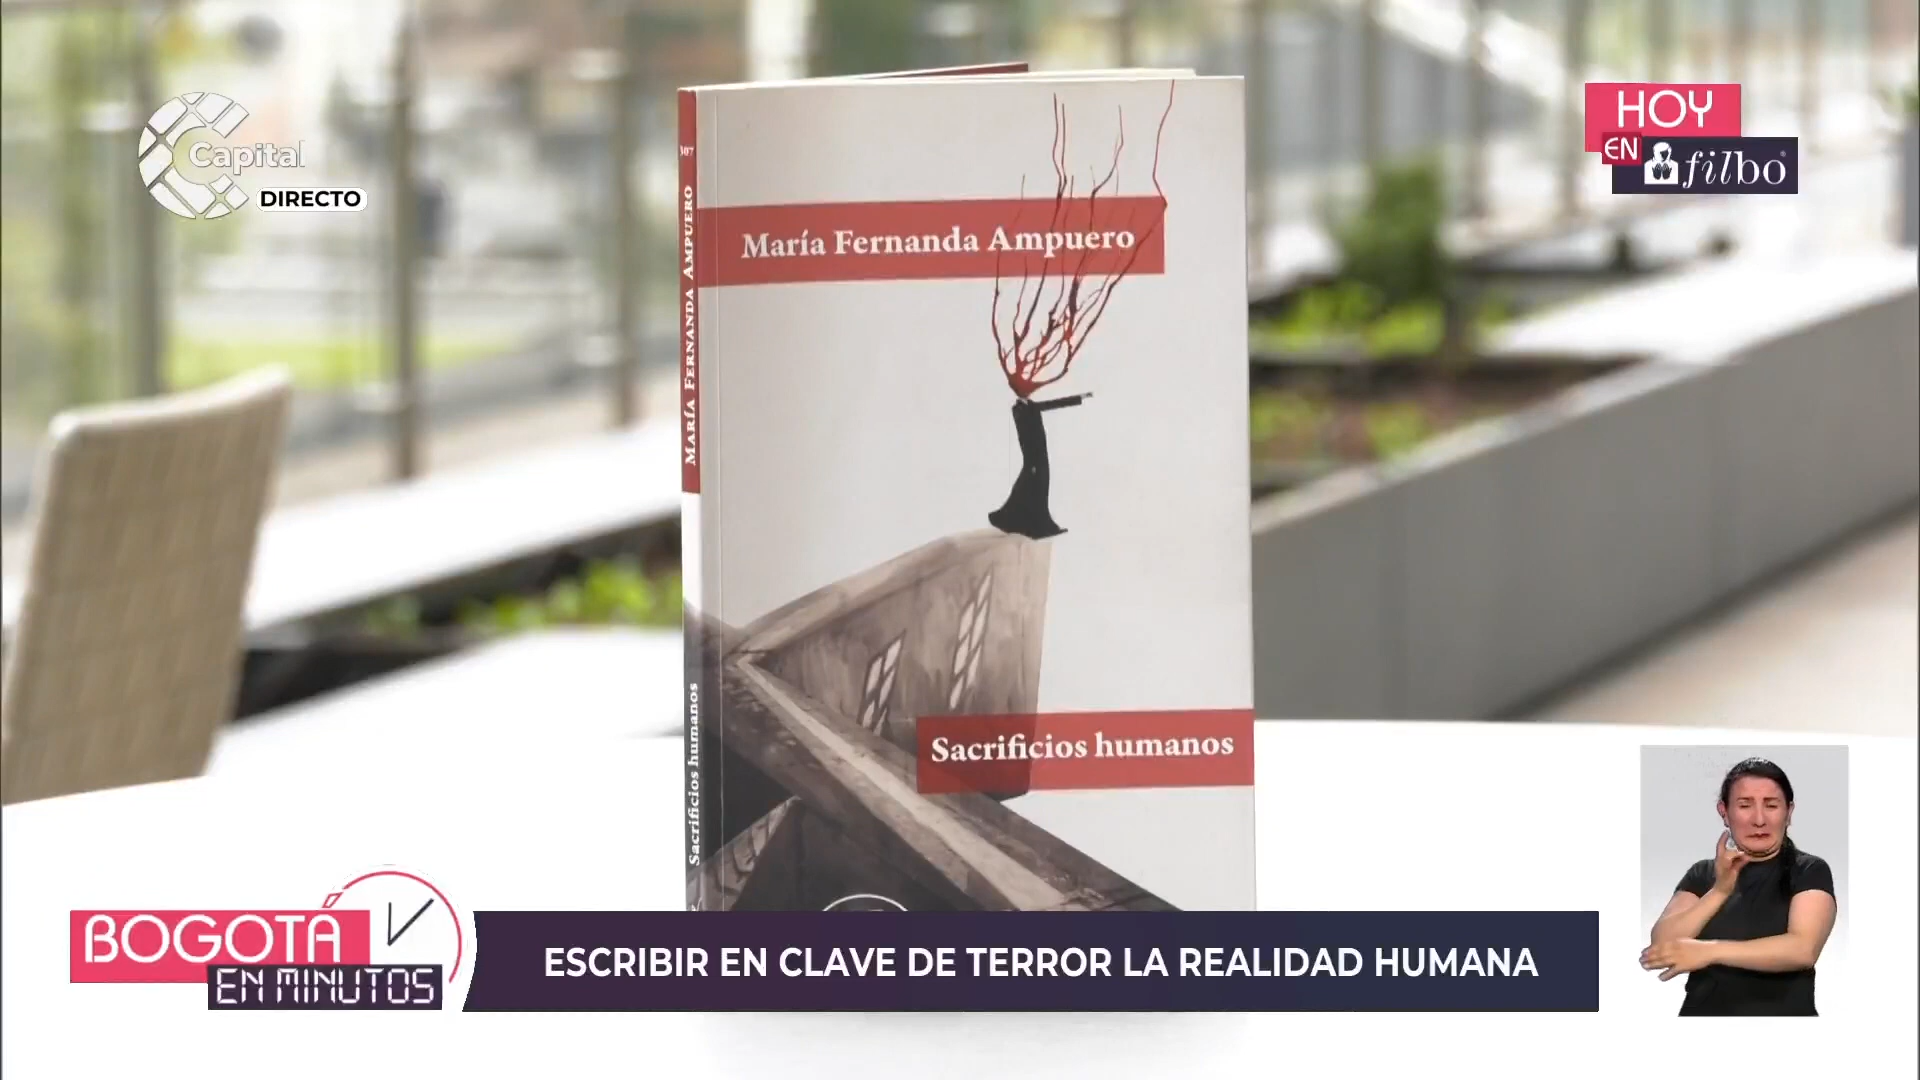 Capital
DIRECTO
HOY
EN filbo
307
MARÍA FERNANDA AMPUERO
Sacrificios humanos
María Fernanda Ampuero
Sacrificios humanos
BOGOTÁ
EN MINUTOS
ESCRIBIR EN CLAVE DE TERROR LA REALIDAD HUMANA